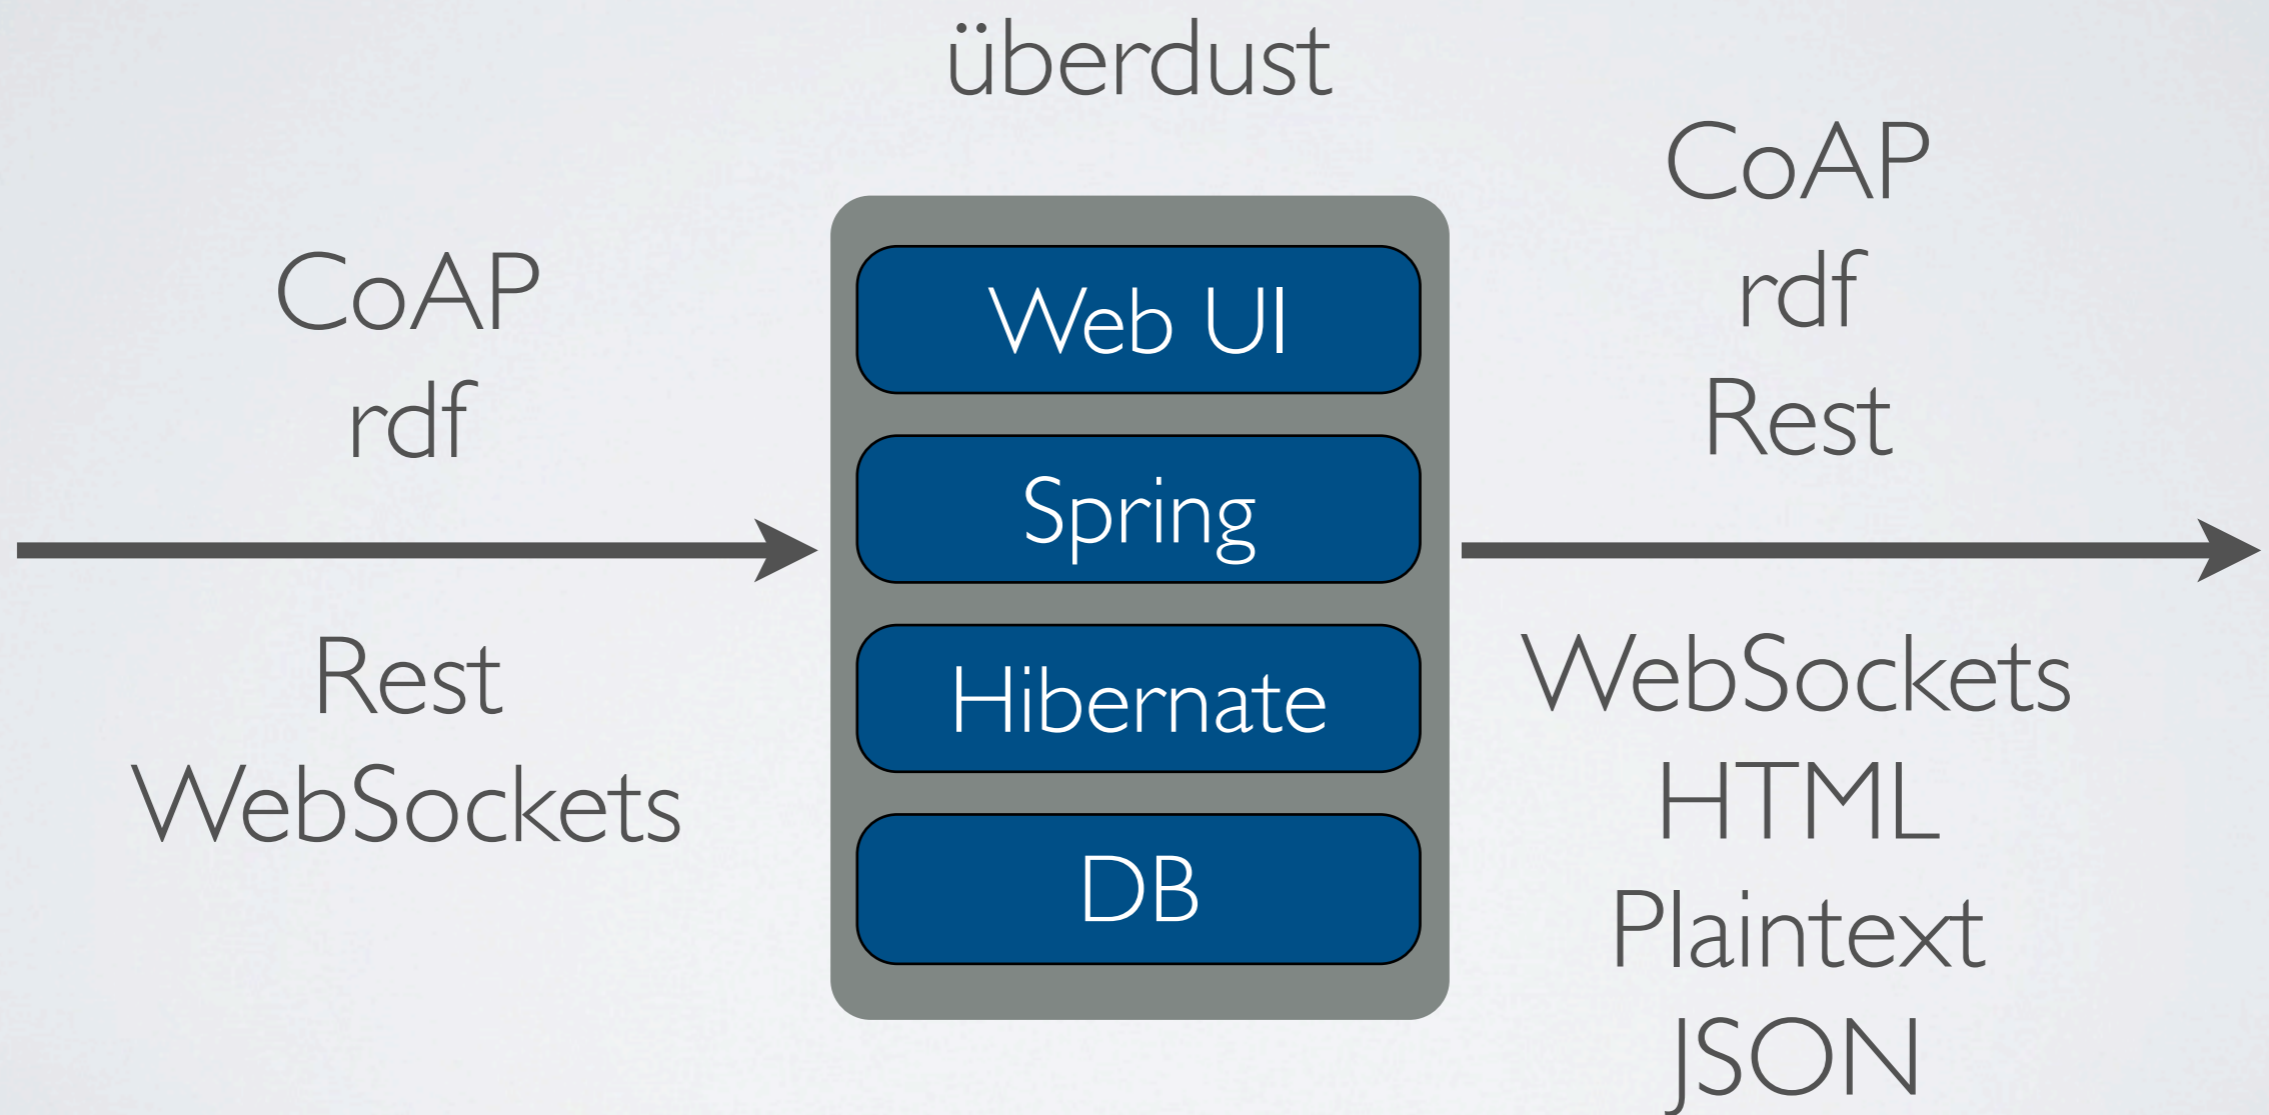 überdust
CoAP
rdf
Rest
WebSockets
Web UI
Spring
Hibernate
DB
CoAP
rdf
Rest
WebSockets
HTML
Plaintext
JSON